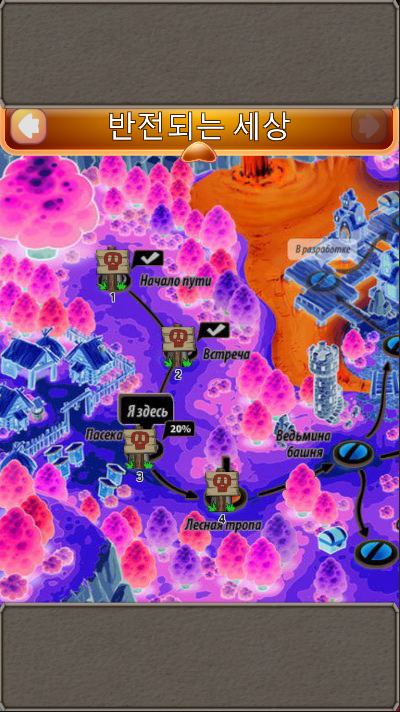 반전되는 세상
В разработке
Начало пути
1
Встреча
2
Я здесь
20%
Пасека
3
Ведьмина
башня
4
Лесная тропа